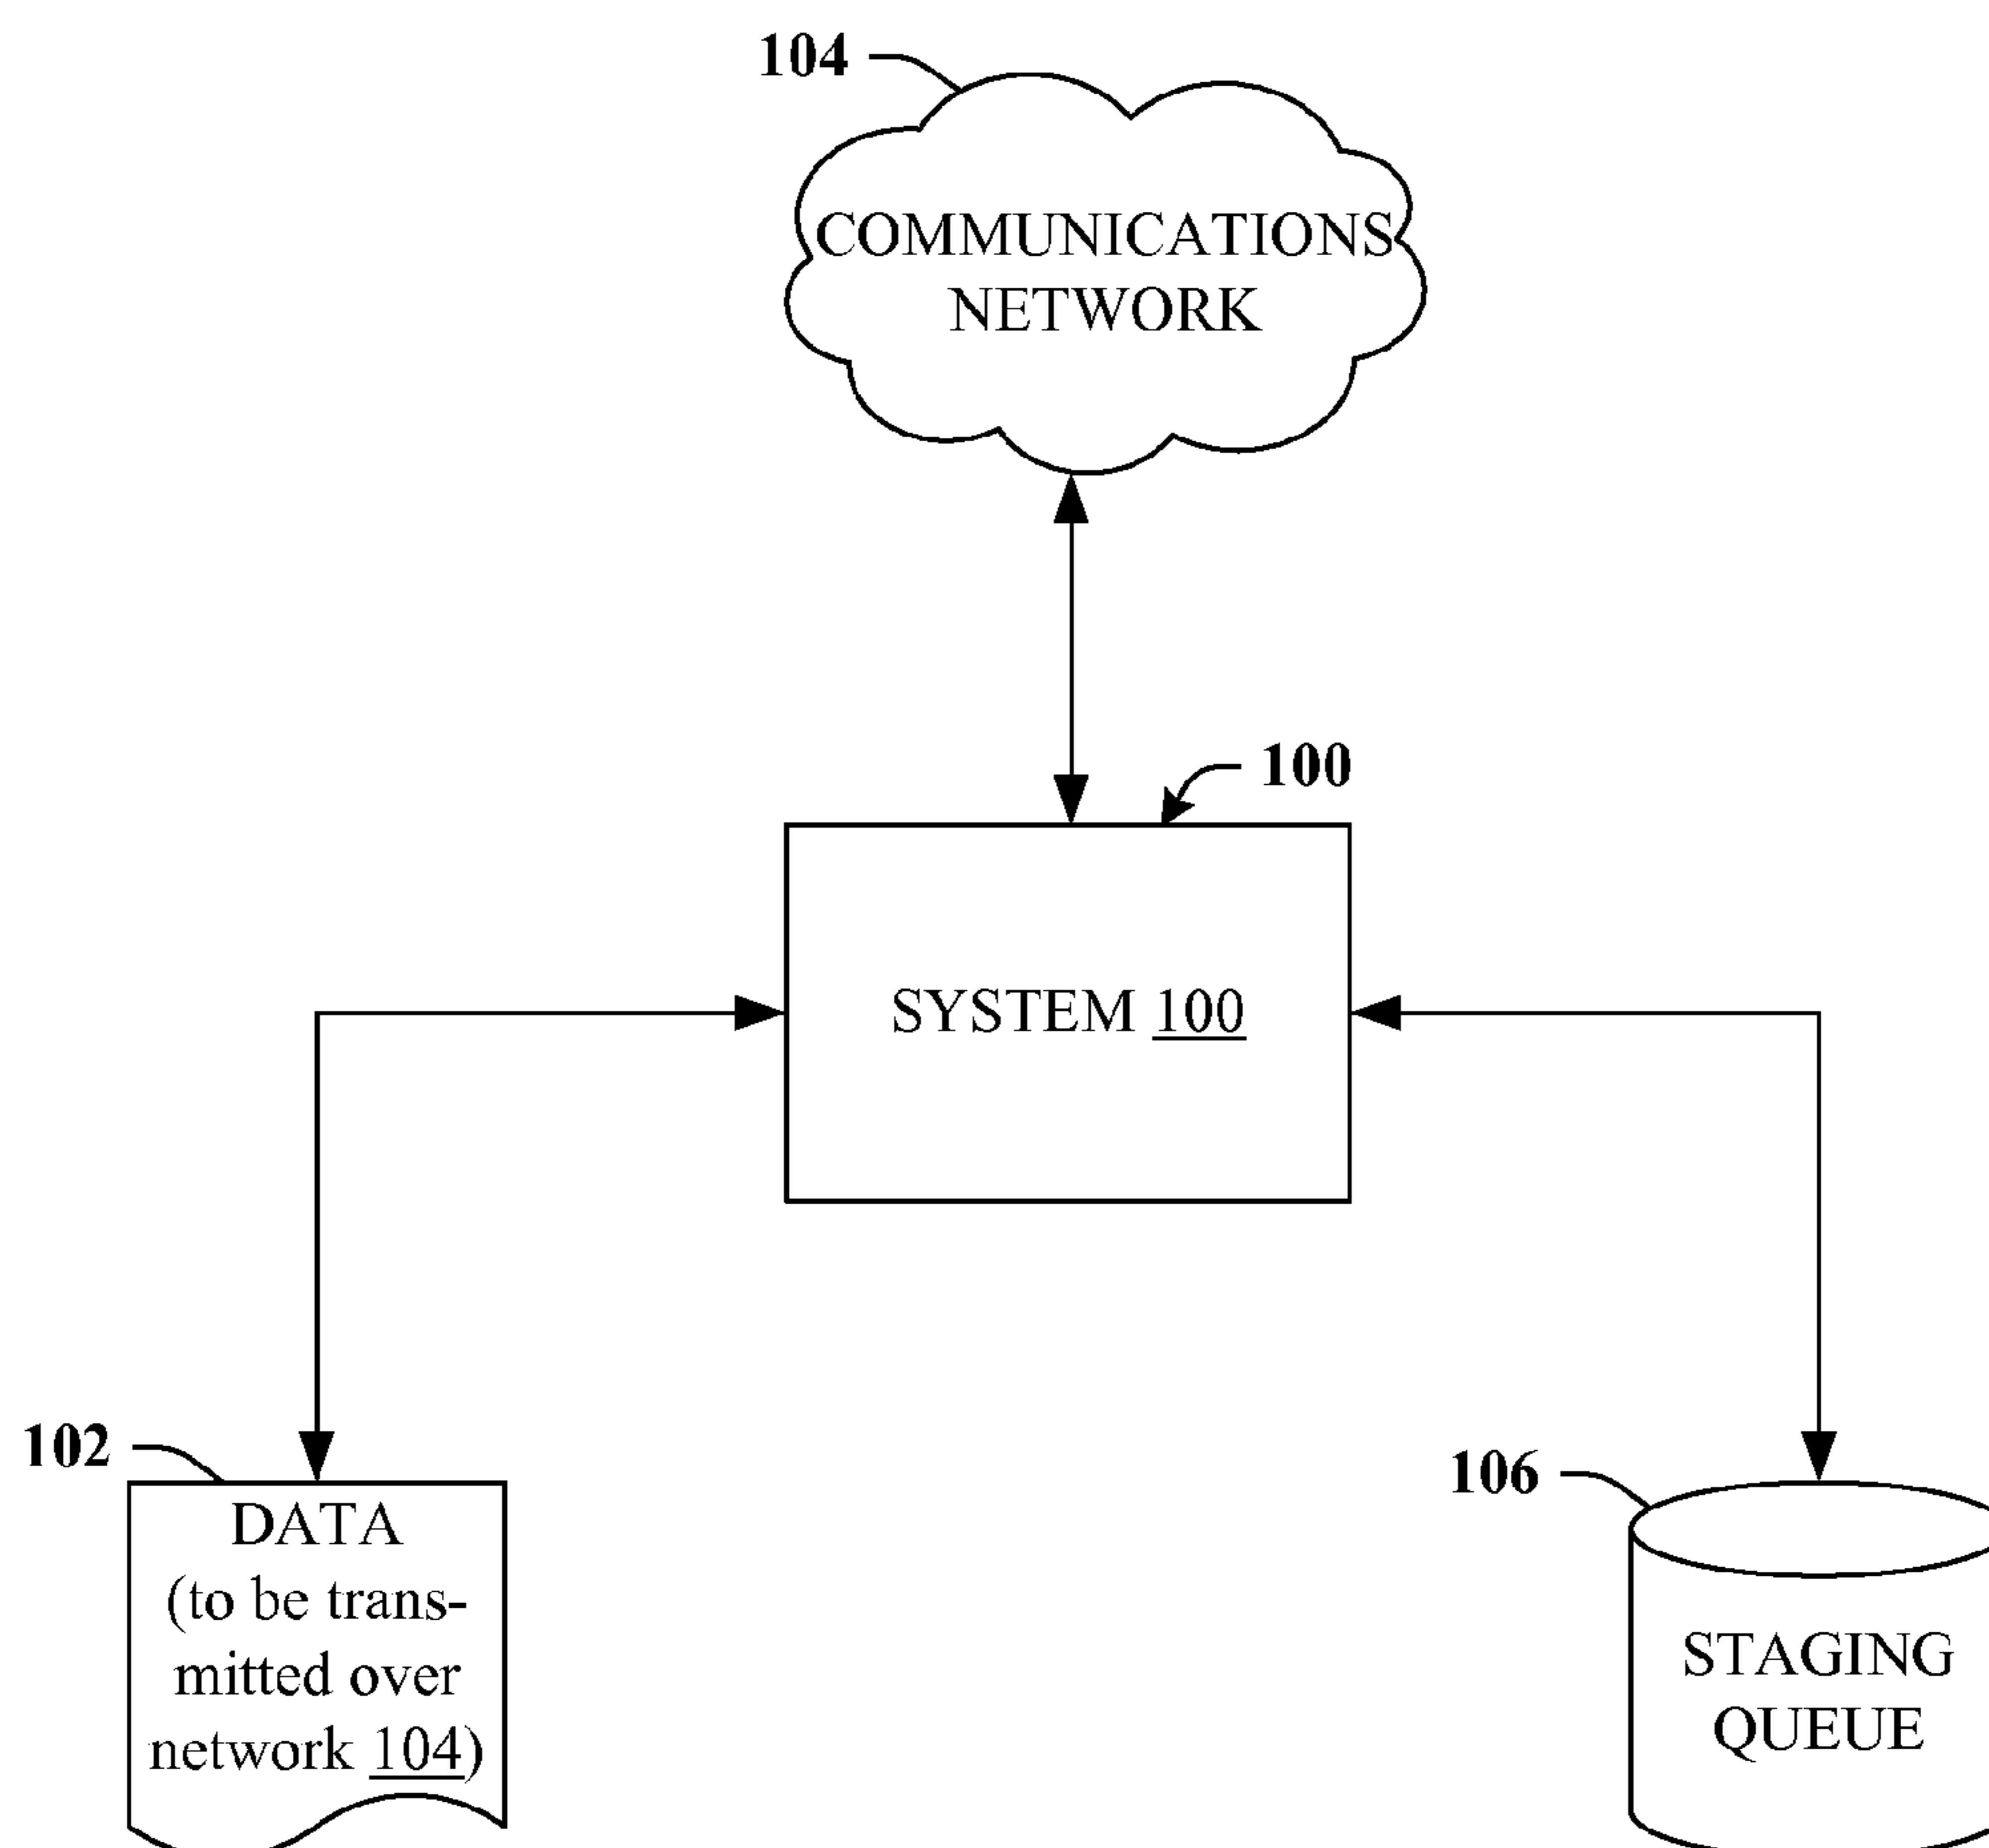 104
COMMUNICATIONS
NETWORK
100
SYSTEM 100
102
DATA
(to be trans-
mitted over
network 104)
106
STAGING
QUEUE